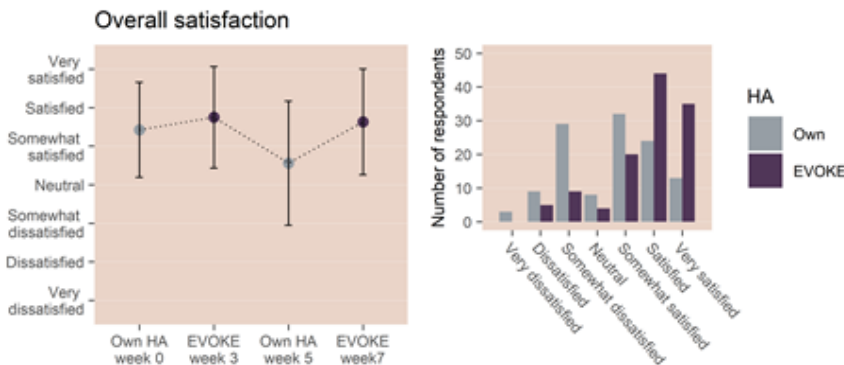 Overall satisfaction
Very
satisfied
Satisfied
Somewhat
satisfied
Neutral
Somewhat
dissatisfied
Dissatisfied
Very
dissatisfied
Own HA
week 0
EVOKE
week 3
Own HA
week 5
EVOKE
week7
Number of respondents
50
40
30
20
10
0
Very dissatisfied
Dissatisfied
Somewhat dissatisfied
Neutral
Somewhat satisfied
Satisfied
Very satisfied
HA
Own
EVOKE